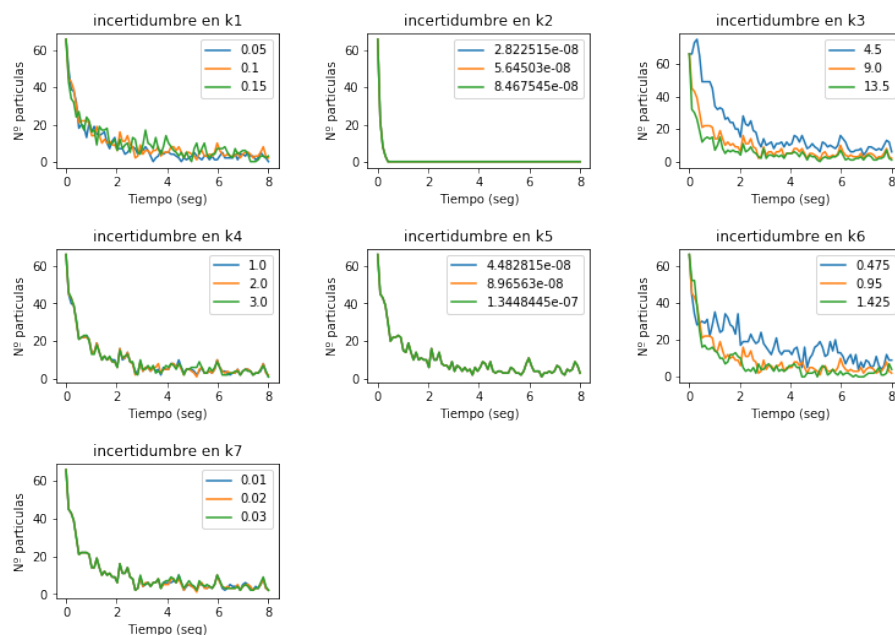 incertidumbre en k1
Nº particulas
60
40
20
0
0.05
0.1
0.15
0 2 4 6 8
Tiempo (seg)
incertidumbre en k2
Nº particulas
60
40
20
0
2.822515e-08
5.64503e-08
8.467545e-08
0 2 4 6 8
Tiempo (seg)
incertidumbre en k3
Nº particulas
60
40
20
0
4.5
9.0
13.5
0 2 4 6 8
Tiempo (seg)
incertidumbre en k4
Nº particulas
60
40
20
0
1.0
2.0
3.0
0 2 4 6 8
Tiempo (seg)
incertidumbre en k5
Nº particulas
60
40
20
0
4.482815e-08
8.96563e-08
1.3448445e-07
0 2 4 6 8
Tiempo (seg)
incertidumbre en k6
Nº particulas
60
40
20
0
0.475
0.95
1.425
0 2 4 6 8
Tiempo (seg)
incertidumbre en k7
Nº particulas
60
40
20
0
0.01
0.02
0.03
0 2 4 6 8
Tiempo (seg)